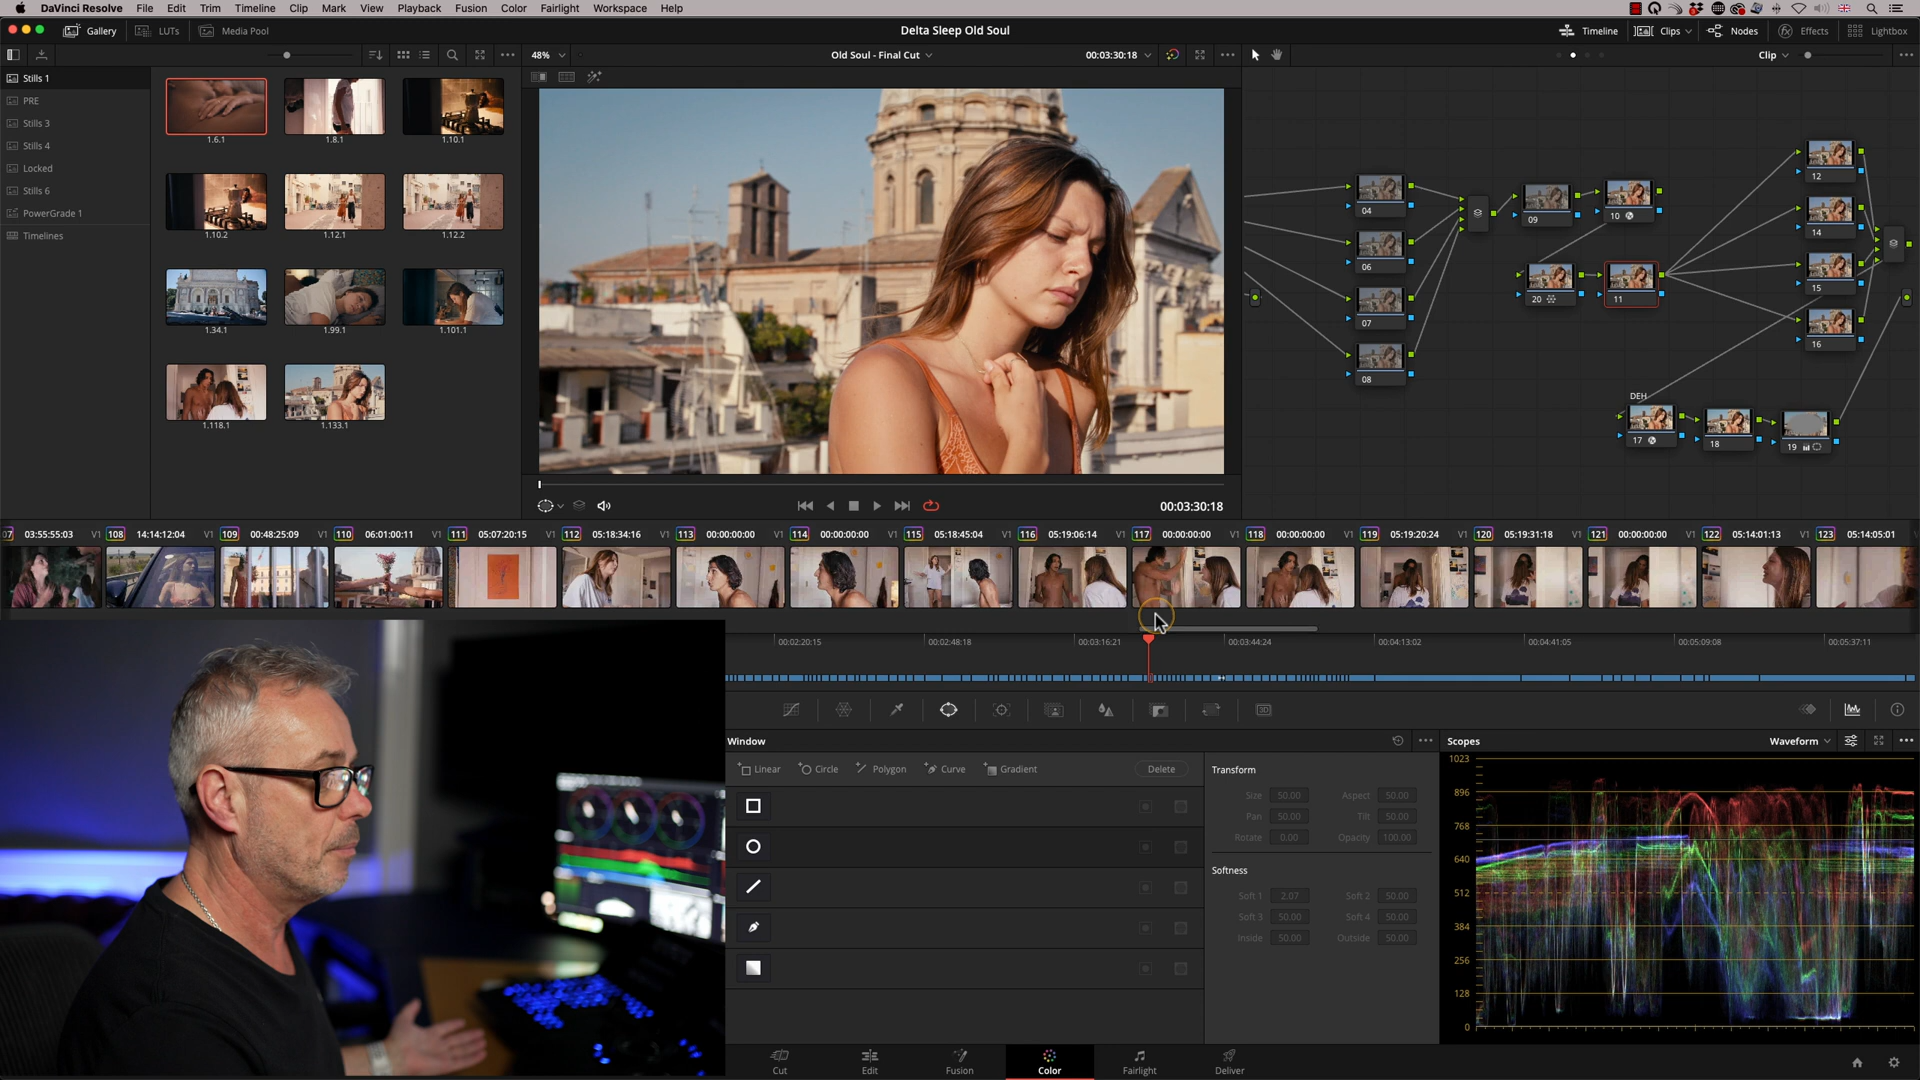 DaVinci Resolve File Edit Trim Timeline Clip Mark View Playback Fusion Color Fairlight Workspace Help
Gallery LUTs Media Pool Delta Sleep Old Soul Timeline Clips Nodes Effects Lightbox
48% Old Soul - Final Cut 00:03:30:18 Clip
Stills 1
PRE
Stills 3
Stills 4
Locked
Stills 6
PowerGrade 1
Timelines
1.6.1 1.8.1 1.10.1
1.10.2 1.12.1 1.12.2
1.34.1 1.99.1 1.101.1
1.118.1 1.133.1
04 09 10 12
06 14
07 20 11 15
08 16
DEH
17 18 19
00:03:30:18
07 03:55:55:03 V1 108 14:14:12:04 V1 109 00:48:25:09 V1 110 06:01:00:11 V1 111 05:07:20:15 V1 112 05:18:34:16 V1 113 00:00:00:00 V1 114 00:00:00:00 V1 115 05:18:45:04 V1 116 05:19:06:14 V1 117 00:00:00:00 V1 118 00:00:00:00 V1 119 05:19:20:24 V1 120 05:19:31:18 V1 121 00:00:00:00 V1 122 05:14:01:13 V1 123 05:14:05:01 V1
00:02:20:15 00:02:48:18 00:03:16:21 00:03:44:24 00:04:13:02 00:04:41:05 00:05:09:08 00:05:37:11
3D
Window
Linear Circle Polygon Curve Gradient Delete
Transform
Size 50.00 Aspect 50.00
Pan 50.00 Tilt 50.00
Rotate 0.00 Opacity 100.00
Softness
Soft 1 2.07 Soft 2 50.00
Soft 3 50.00 Soft 4 50.00
Inside 50.00 Outside 50.00
Scopes Waveform
1023
896
768
640
512
384
256
128
0
Cut Edit Fusion Color Fairlight Deliver